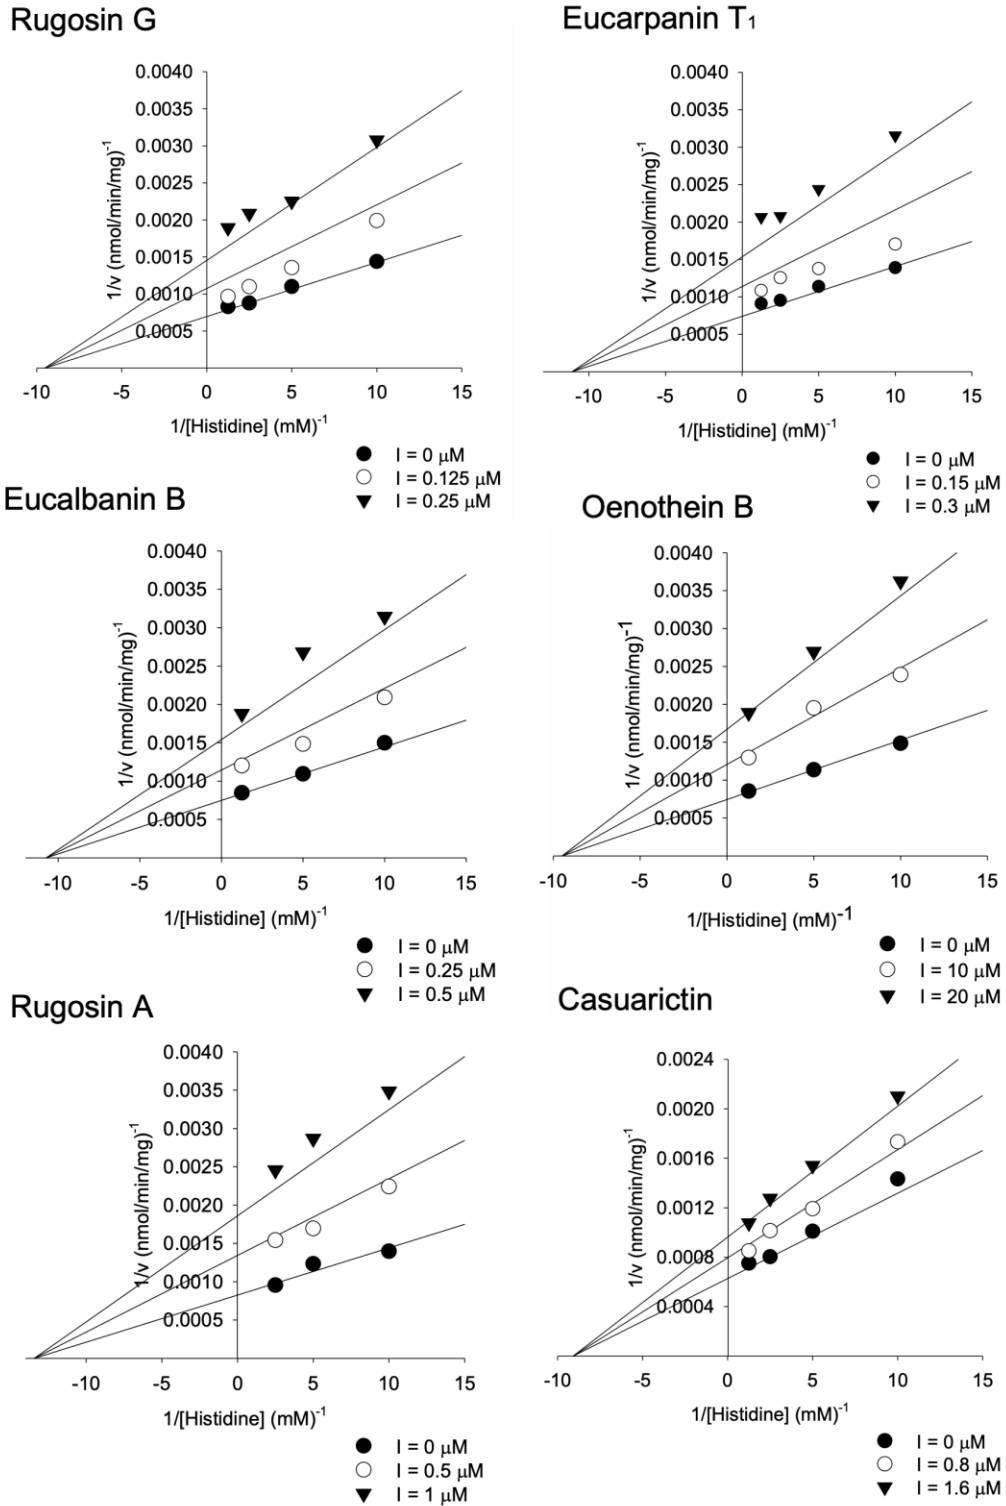 Rugosin G
1/v (nmol/min/mg)-1
0.0040
0.0035
0.0030
0.0025
0.0020
0.0015
0.0010
0.0005
-10 -5 0 5 10 15
1/[Histidine] (mM)-1
I = 0 μM
I = 0.125 μM
I = 0.25 μM
Eucarpanin T1
1/v (nmol/min/mg)-1
0.0040
0.0035
0.0030
0.0025
0.0020
0.0015
0.0010
0.0005
-10 -5 0 5 10 15
1/[Histidine] (mM)-1
I = 0 μM
I = 0.15 μM
I = 0.3 μM
Eucalbanin B
1/v (nmol/min/mg)-1
0.0040
0.0035
0.0030
0.0025
0.0020
0.0015
0.0010
0.0005
-10 -5 0 5 10 15
1/[Histidine] (mM)-1
I = 0 μM
I = 0.25 μM
I = 0.5 μM
Oenothein B
1/v (nmol/min/mg)-1
0.0040
0.0035
0.0030
0.0025
0.0020
0.0015
0.0010
0.0005
-10 -5 0 5 10 15
1/[Histidine] (mM)-1
I = 0 μM
I = 10 μM
I = 20 μM
Rugosin A
1/v (nmol/min/mg)-1
0.0040
0.0035
0.0030
0.0025
0.0020
0.0015
0.0010
0.0005
-10 -5 0 5 10 15
1/[Histidine] (mM)-1
I = 0 μM
I = 0.5 μM
I = 1 μM
Casuarictin
1/v (nmol/min/mg)-1
0.0024
0.0020
0.0016
0.0012
0.0008
0.0004
-10 -5 0 5 10 15
1/[Histidine] (mM)-1
I = 0 μM
I = 0.8 μM
I = 1.6 μM